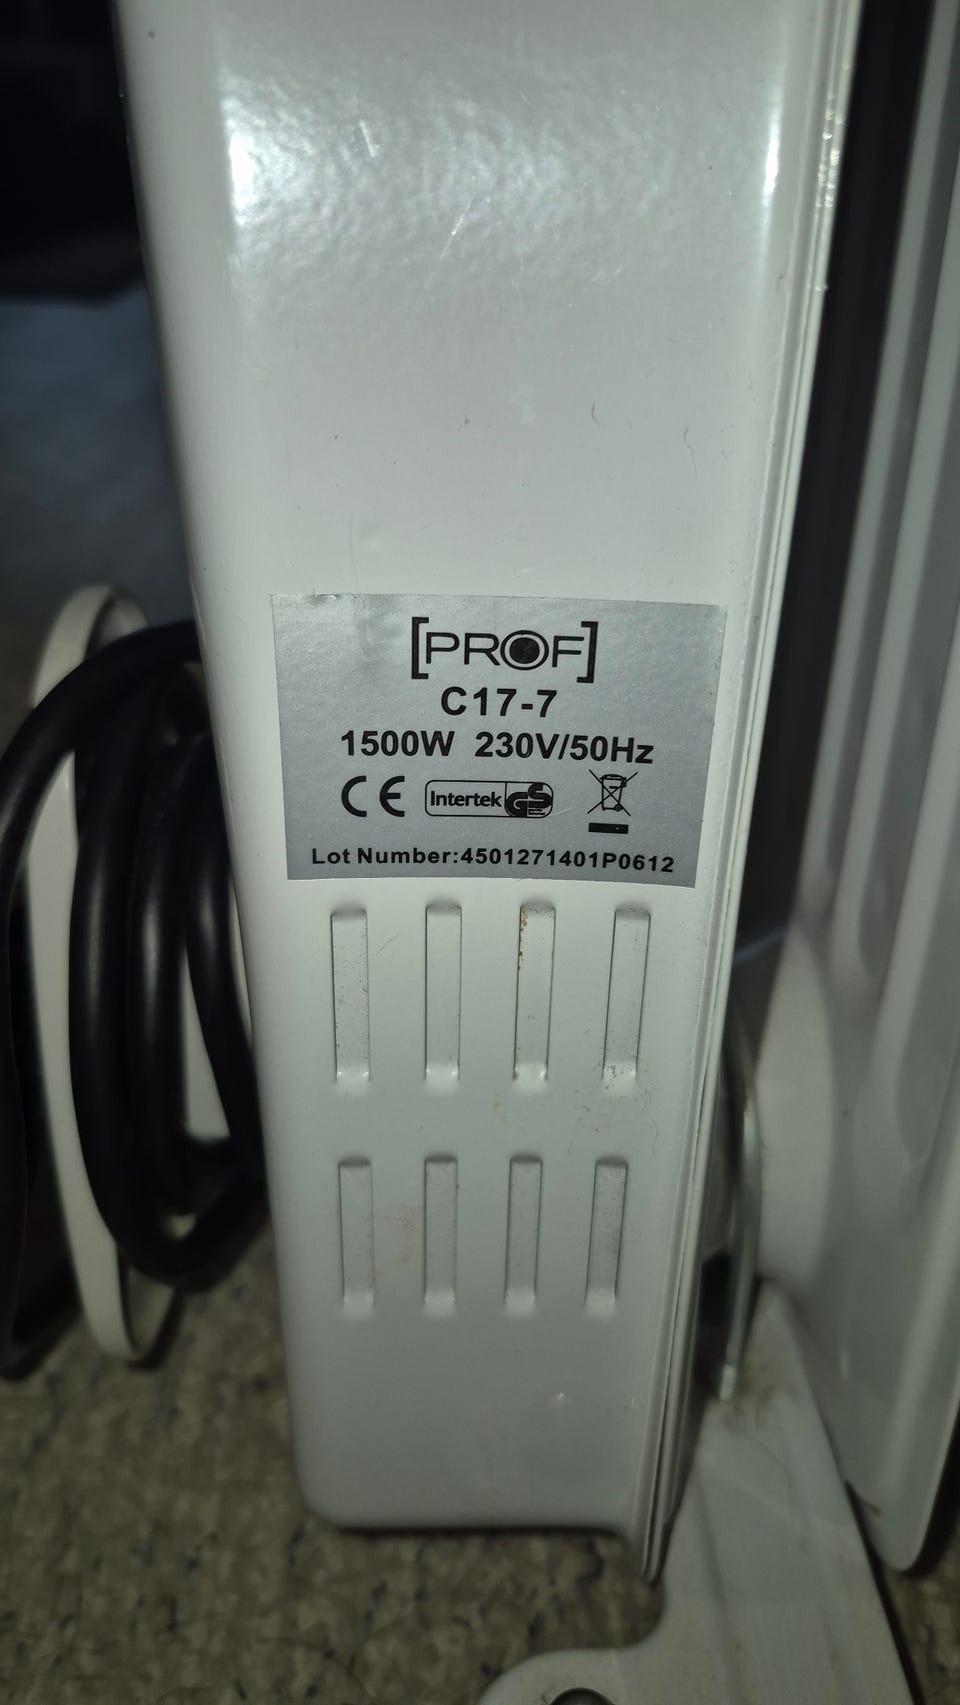 [PROF]
C17-7
1500W 230V/50Hz
CE Intertek GS
Lot Number:4501271401P0612